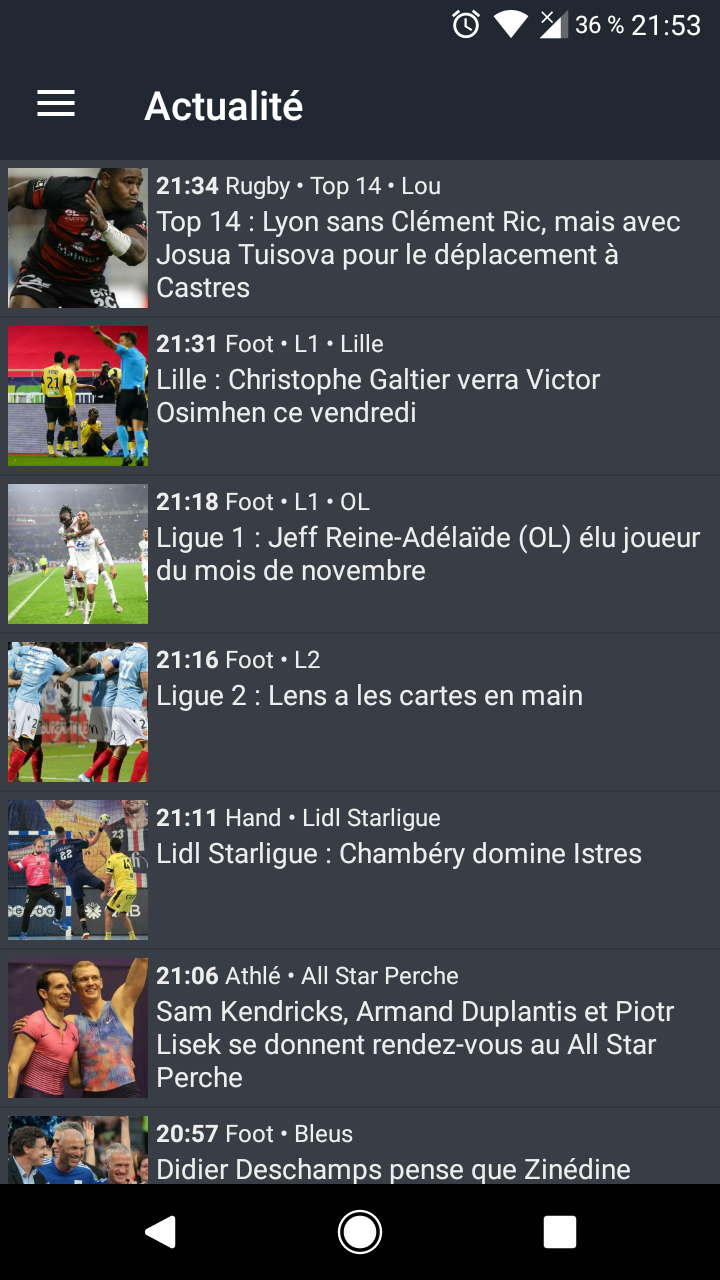 36 % 21:53
Actualité
21:34 Rugby • Top 14 • Lou
Top 14 : Lyon sans Clément Ric, mais avec
Josua Tuisova pour le déplacement à
Castres
21:31 Foot • L1 • Lille
Lille : Christophe Galtier verra Victor
Osimhen ce vendredi
21:18 Foot • L1 • OL
Ligue 1 : Jeff Reine-Adélaïde (OL) élu joueur
du mois de novembre
21:16 Foot • L2
Ligue 2 : Lens a les cartes en main
21:11 Hand • Lidl Starligue
Lidl Starligue : Chambéry domine Istres
21:06 Athlé • All Star Perche
Sam Kendricks, Armand Duplantis et Piotr
Lisek se donnent rendez-vous au All Star
Perche
20:57 Foot • Bleus
Didier Deschamps pense que Zinédine